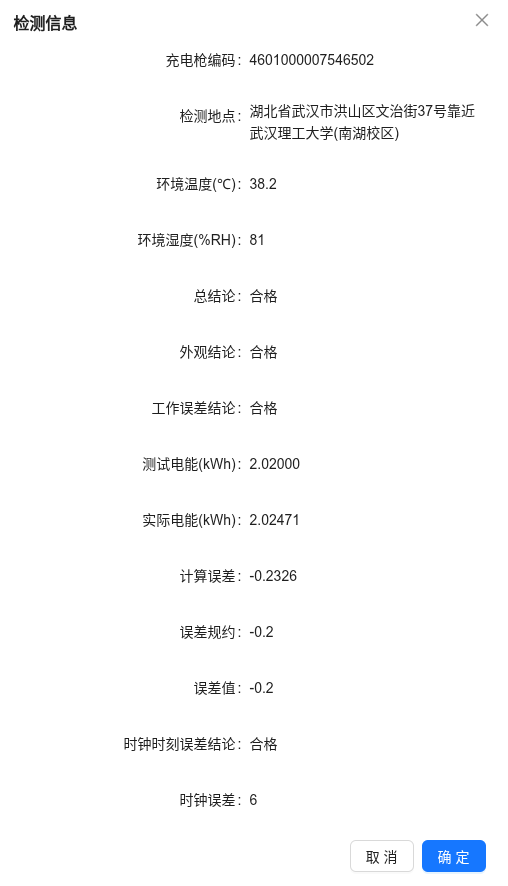 检测信息
充电枪编码: 4601000007546502
检测地点: 湖北省武汉市洪山区文治街37号靠近
武汉理工大学(南湖校区)
环境温度(℃): 38.2
环境湿度(%RH): 81
总结论: 合格
外观结论: 合格
工作误差结论: 合格
测试电能(kWh): 2.02000
实际电能(kWh): 2.02471
计算误差: -0.2326
误差规约: -0.2
误差值: -0.2
时钟时刻误差结论: 合格
时钟误差: 6
取 消 确 定